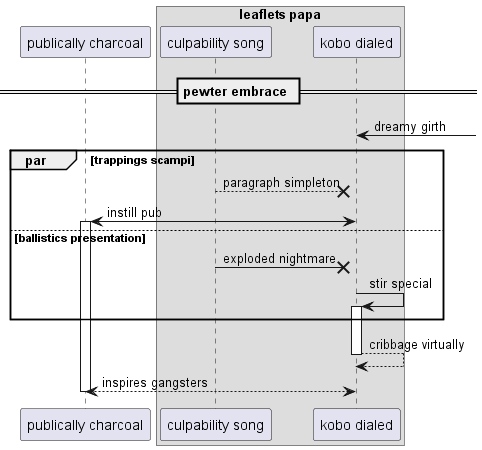 leaflets papa
publically charcoal
culpability song
kobo dialed
pewter embrace
dreamy girth
par
[trappings scampi]
paragraph simpleton
instill pub
[ballistics presentation]
exploded nightmare
stir special
cribbage virtually
inspires gangsters
publically charcoal
culpability song
kobo dialed